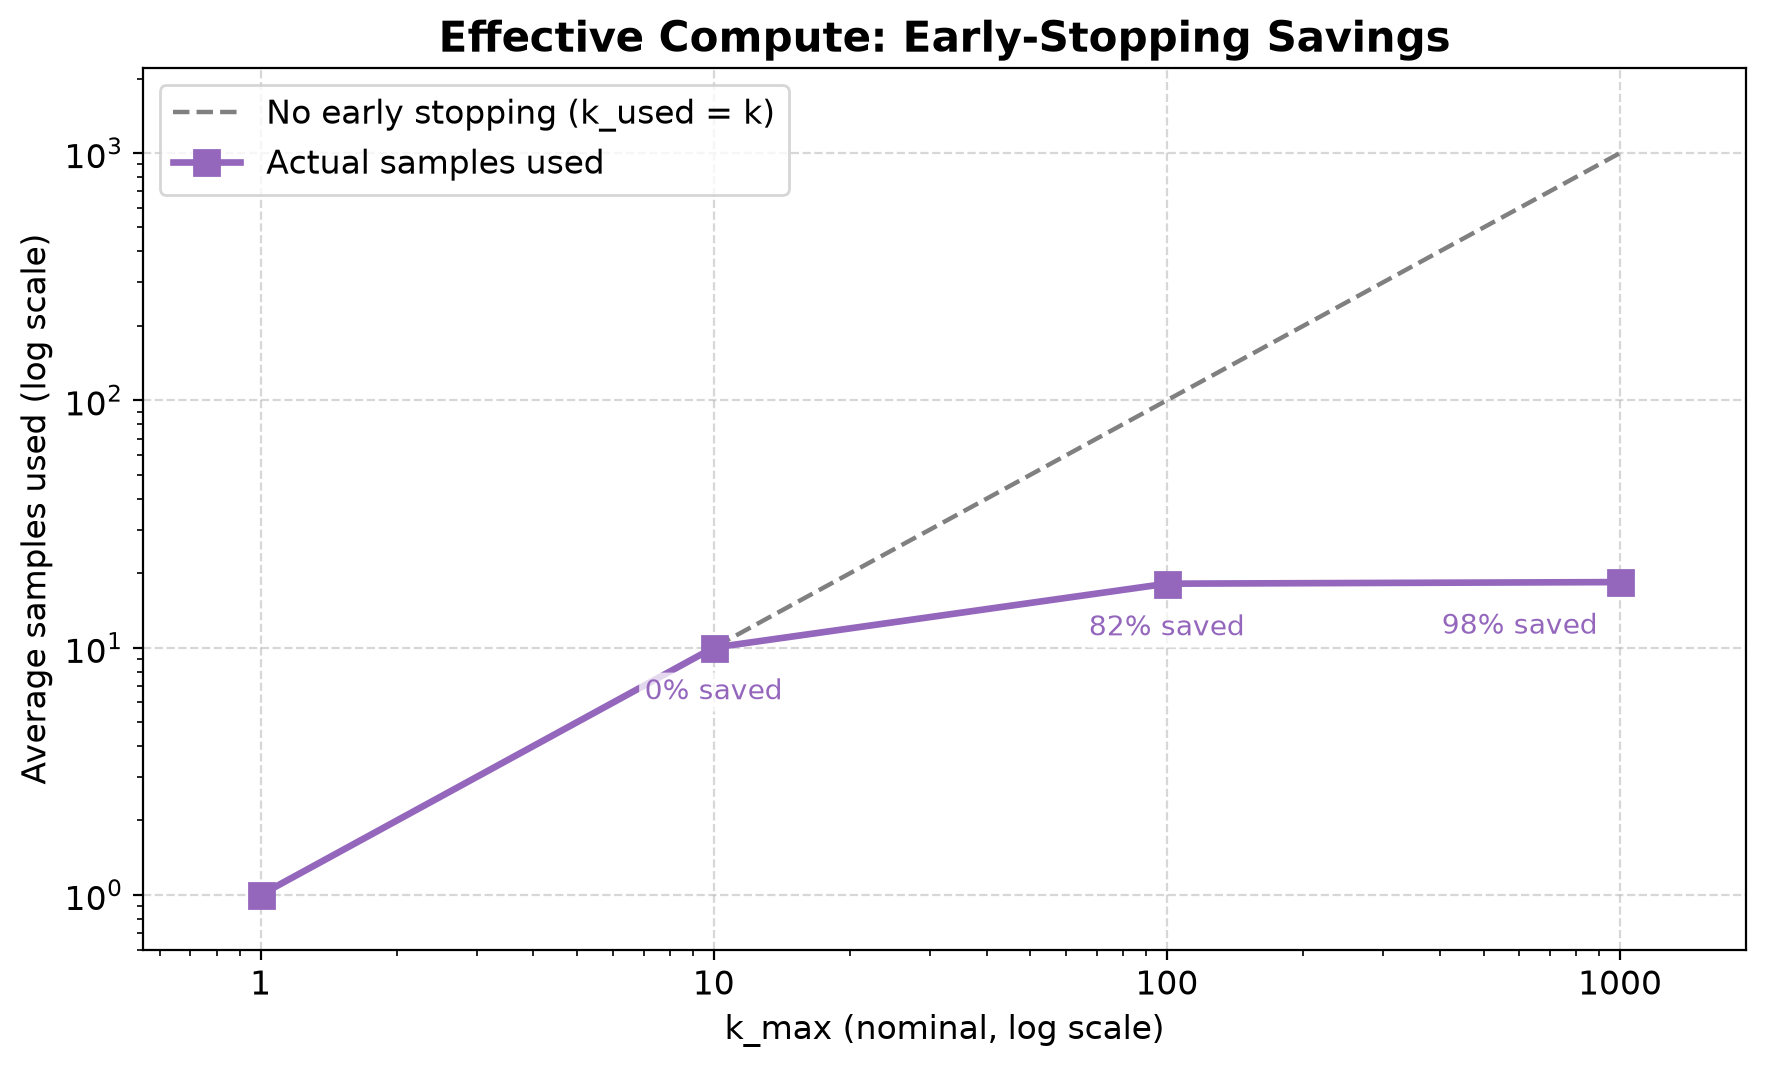 Effective Compute: Early-Stopping Savings
No early stopping (k_used = k)
Actual samples used
Average samples used (log scale)
10³
10²
10¹
10⁰
0% saved
82% saved
98% saved
1 10 100 1000
k_max (nominal, log scale)